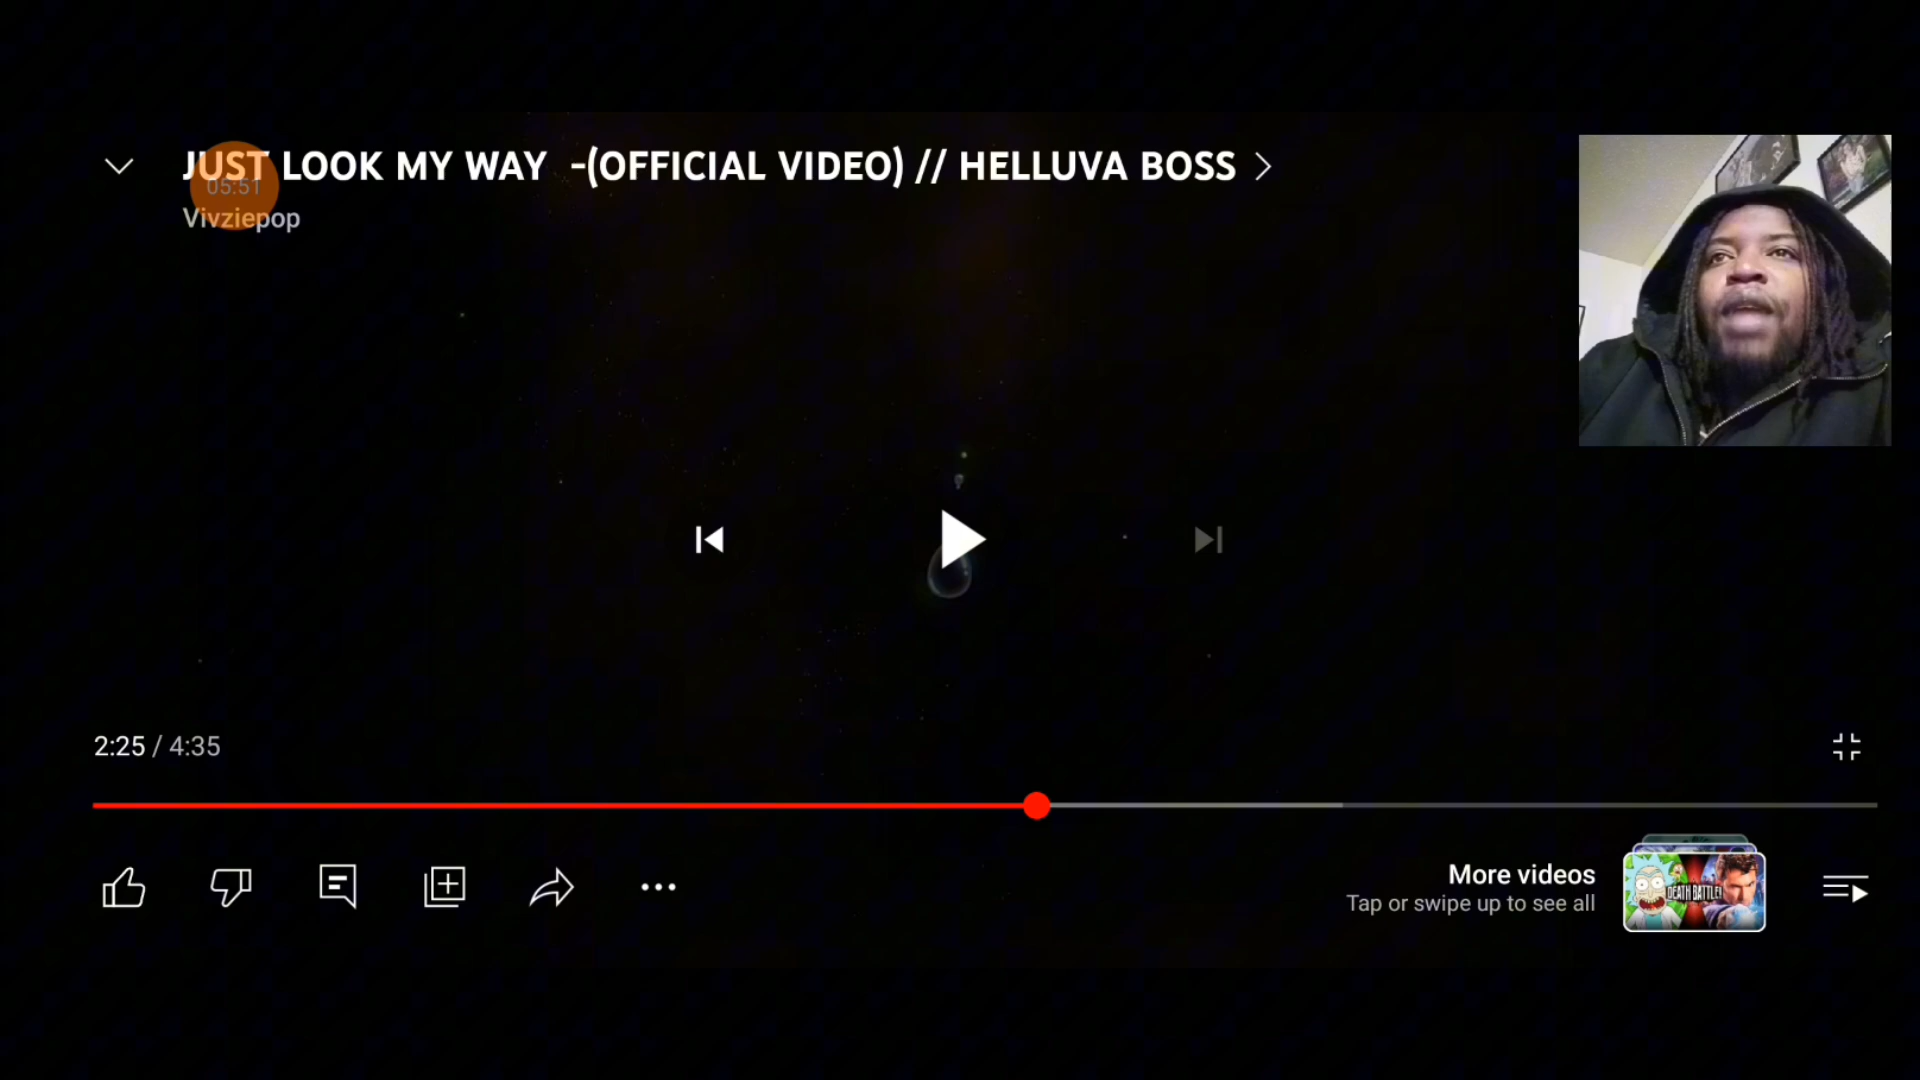 JUST LOOK MY WAY -(OFFICIAL VIDEO) // HELLUVA BOSS
05:51
Vivziepop
2:25 / 4:35
More videos
Tap or swipe up to see all
DEATH BATTLE!